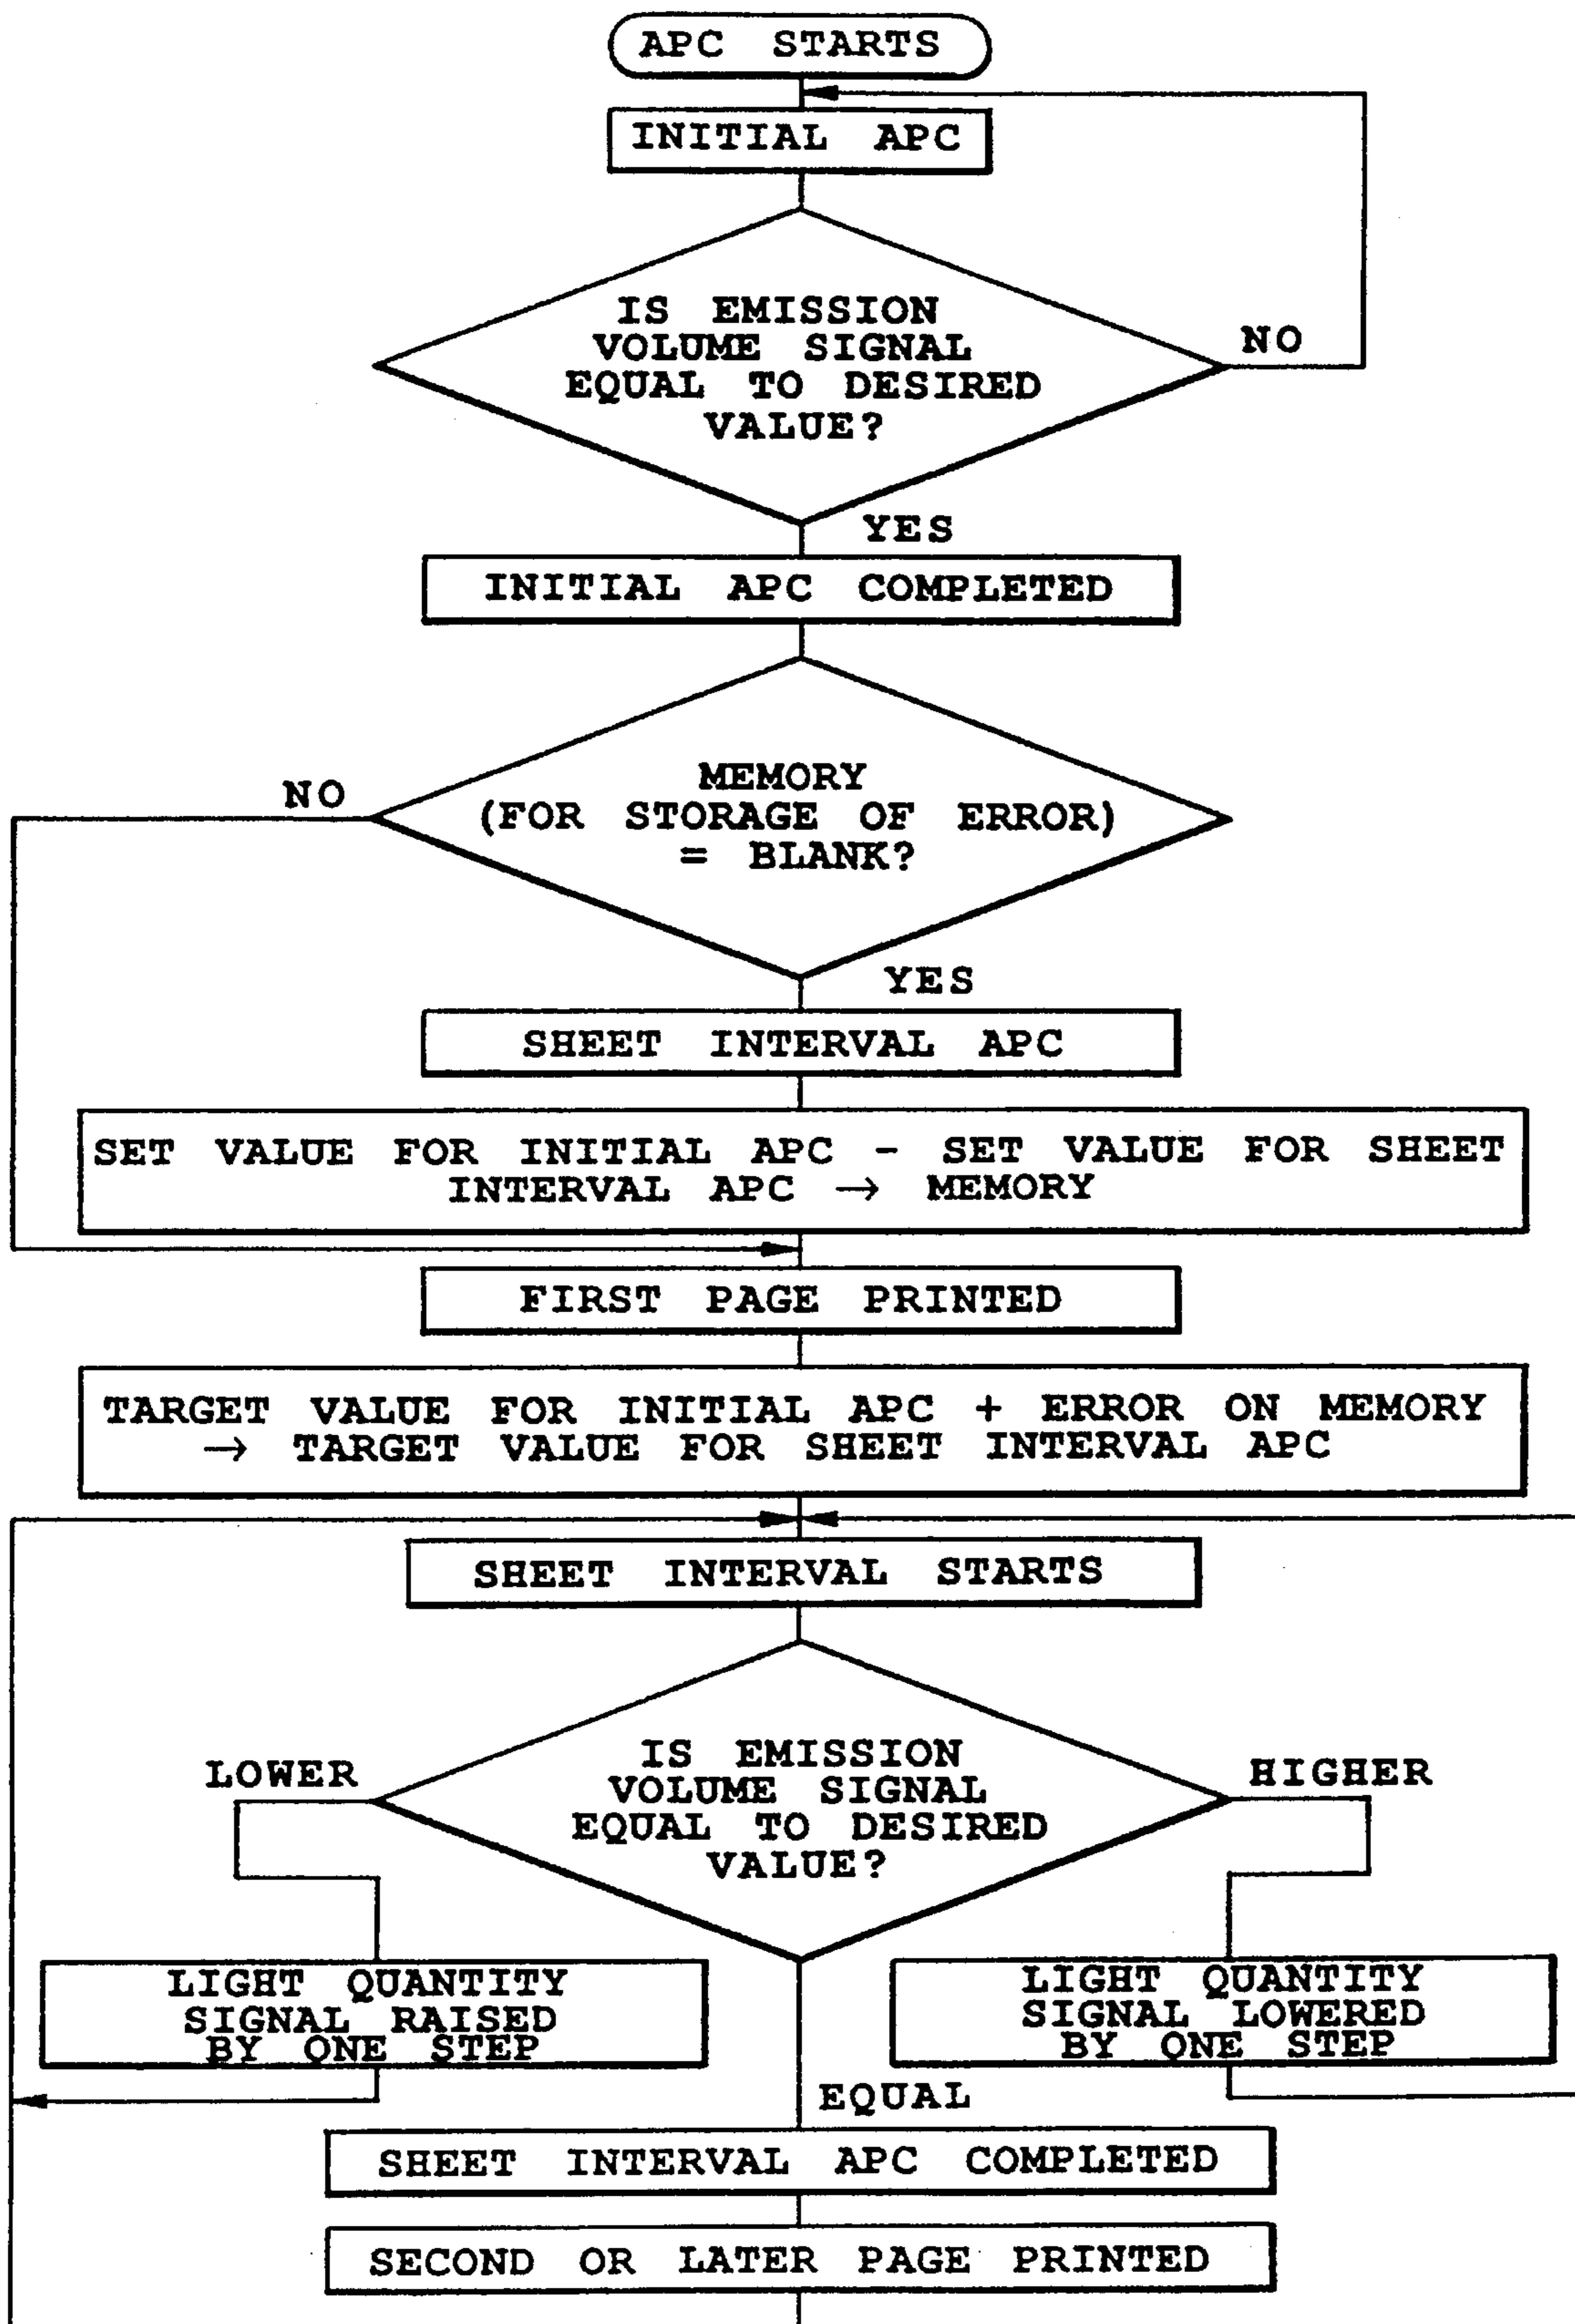 APC STARTS
INITIAL APC
IS EMISSION
VOLUME SIGNAL
EQUAL TO DESIRED
VALUE?
NO
YES
INITIAL APC COMPLETED
MEMORY
(FOR STORAGE OF ERROR)
= BLANK?
NO
YES
SHEET INTERVAL APC
SET VALUE FOR INITIAL APC - SET VALUE FOR SHEET
INTERVAL APC → MEMORY
FIRST PAGE PRINTED
TARGET VALUE FOR INITIAL APC + ERROR ON MEMORY
→ TARGET VALUE FOR SHEET INTERVAL APC
SHEET INTERVAL STARTS
IS EMISSION
VOLUME SIGNAL
EQUAL TO DESIRED
VALUE?
LOWER
HIGHER
LIGHT QUANTITY
SIGNAL RAISED
BY ONE STEP
LIGHT QUANTITY
SIGNAL LOWERED
BY ONE STEP
EQUAL
SHEET INTERVAL APC COMPLETED
SECOND OR LATER PAGE PRINTED